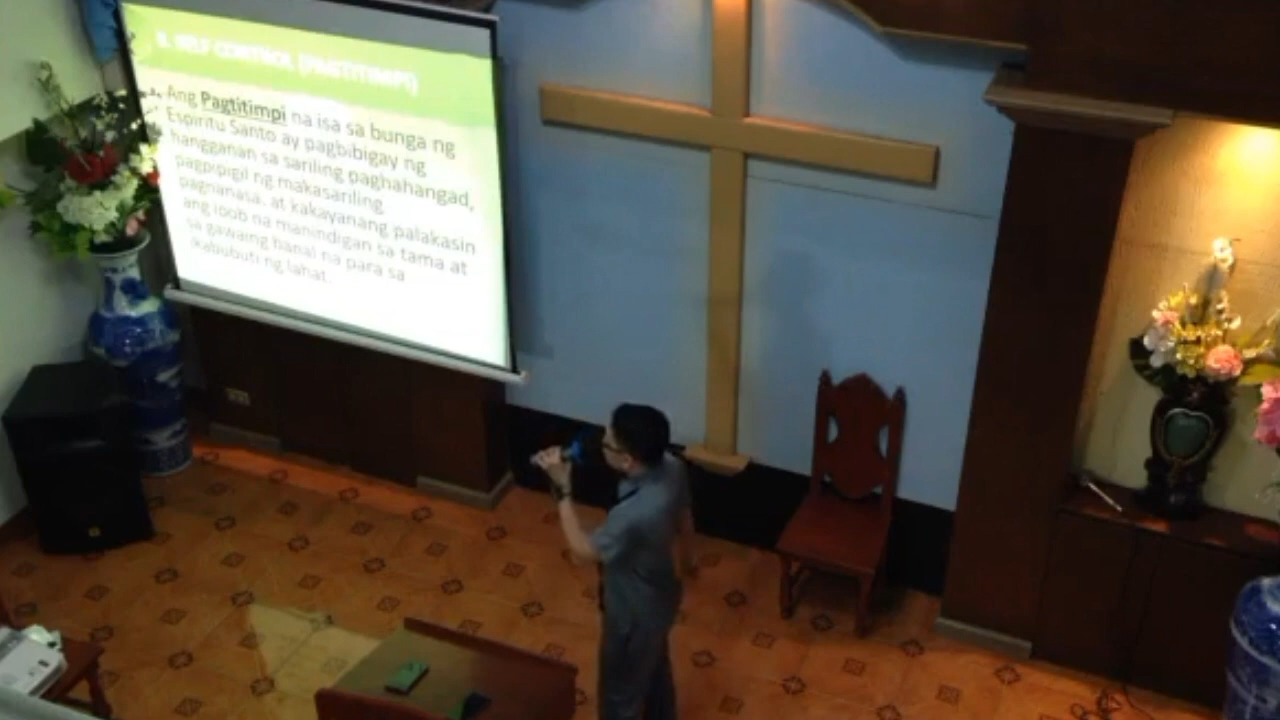 SELF CONTROL (PAGTITIMPI)
Ang Pagtitimpi na isa sa bunga ng
Espiritu Santo ay pagbibigay ng
hangganan sa sariling paghahangad,
pagpipigil ng makasariling
pagnanasa. at kakayanang palakasin
ang loob na manindigan sa tama at
sa gawaing banal na para sa
ikabubuti ng lahat.